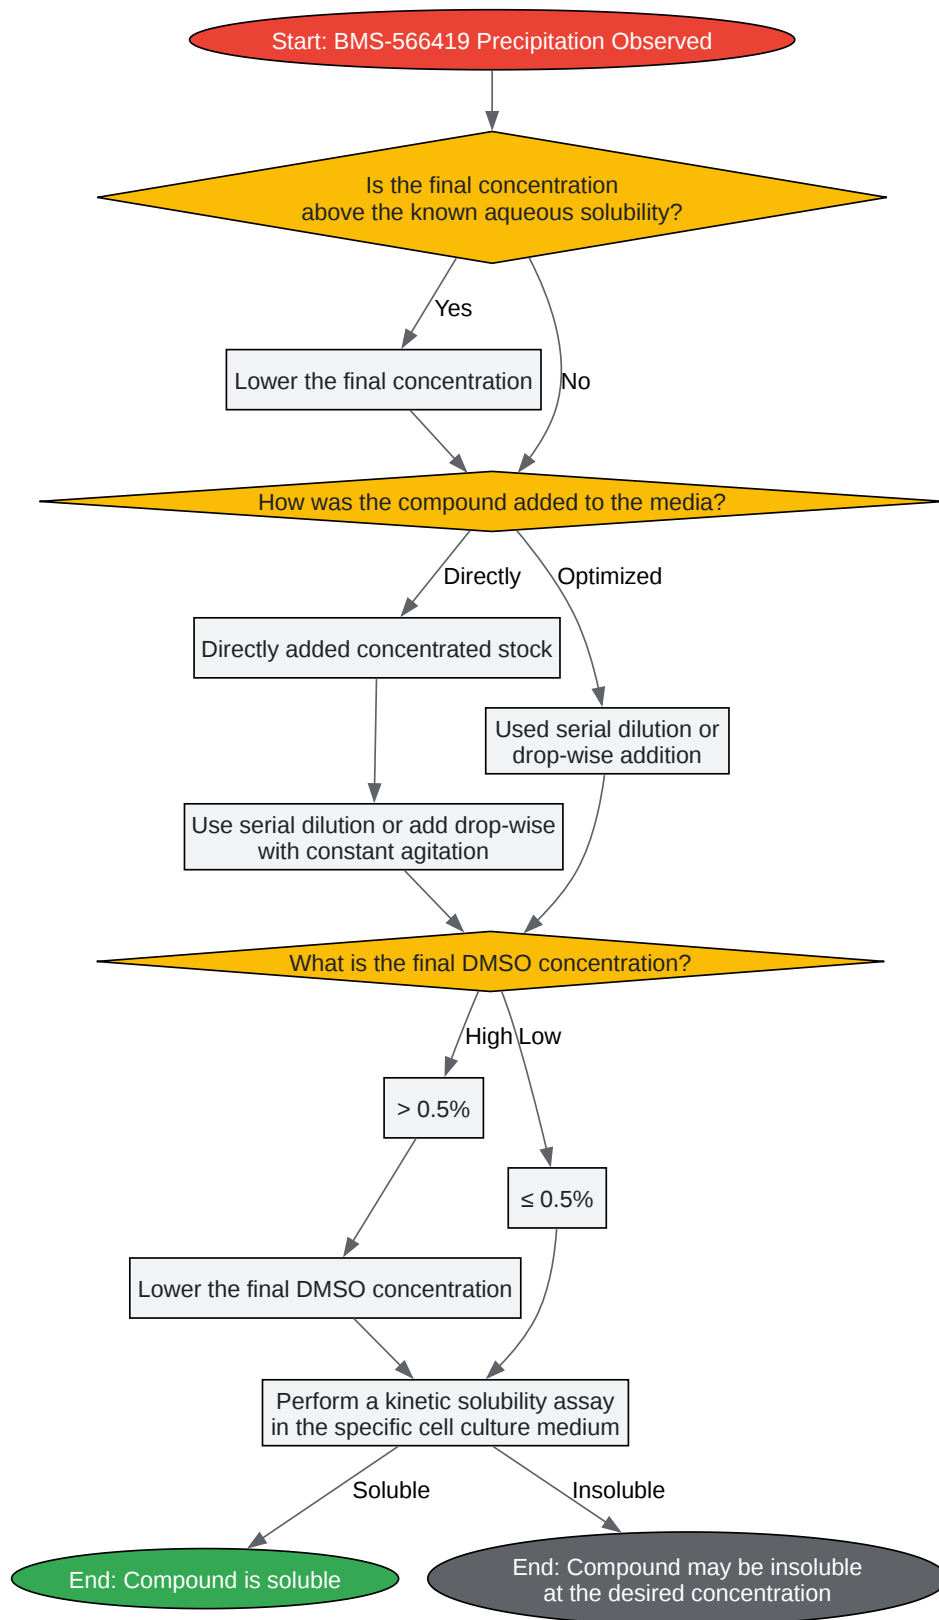 Start: BMS-566419 Precipitation Observed
Is the final concentration
above the known aqueous solubility?
Yes
Lower the final concentration
No
How was the compound added to the media?
Directly
Optimized
Directly added concentrated stock
Used serial dilution or
drop-wise addition
Use serial dilution or add drop-wise
with constant agitation
What is the final DMSO concentration?
High
Low
> 0.5%
≤ 0.5%
Lower the final DMSO concentration
Perform a kinetic solubility assay
in the specific cell culture medium
Soluble
Insoluble
End: Compound is soluble
End: Compound may be insoluble
at the desired concentration